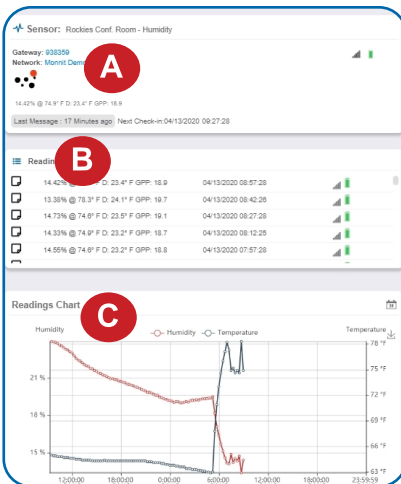 Sensor: Rockies Conf. Room - Humidity
Gateway: 938359
Network: Monnit
A
14.42% @ 74.9° F D: 23.4° F GPP: 18.9
Last Message : 17 Minutes ago Next Check-in:04/13/2020 09:27:28
B
14.42% @ 74.9° F D: 23.4° F GPP: 18.9 04/13/2020 08:57:28
13.38% @ 78.3° F D: 24.1° F GPP: 19.7 04/13/2020 08:42:26
14.73% @ 74.6° F D: 23.5° F GPP: 19.1 04/13/2020 08:27:28
14.33% @ 74.9° F D: 23.2° F GPP: 18.7 04/13/2020 08:12:25
14.55% @ 74.6° F D: 23.2° F GPP: 18.8 04/13/2020 07:57:28
Readings Chart
C
Humidity Humidity Temperature Temperature
78 °F
21 % 75 °F
72 °F
18 % 69 °F
66 °F
15 % 63 °F
12:00:00 18:00:00 0:00:00 6:00:00 12:00:00 18:00:00 23:59:59